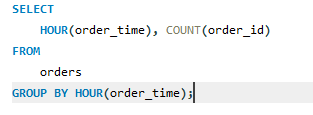 SELECT
    HOUR(order_time), COUNT(order_id)
FROM
    orders
GROUP BY HOUR(order_time);